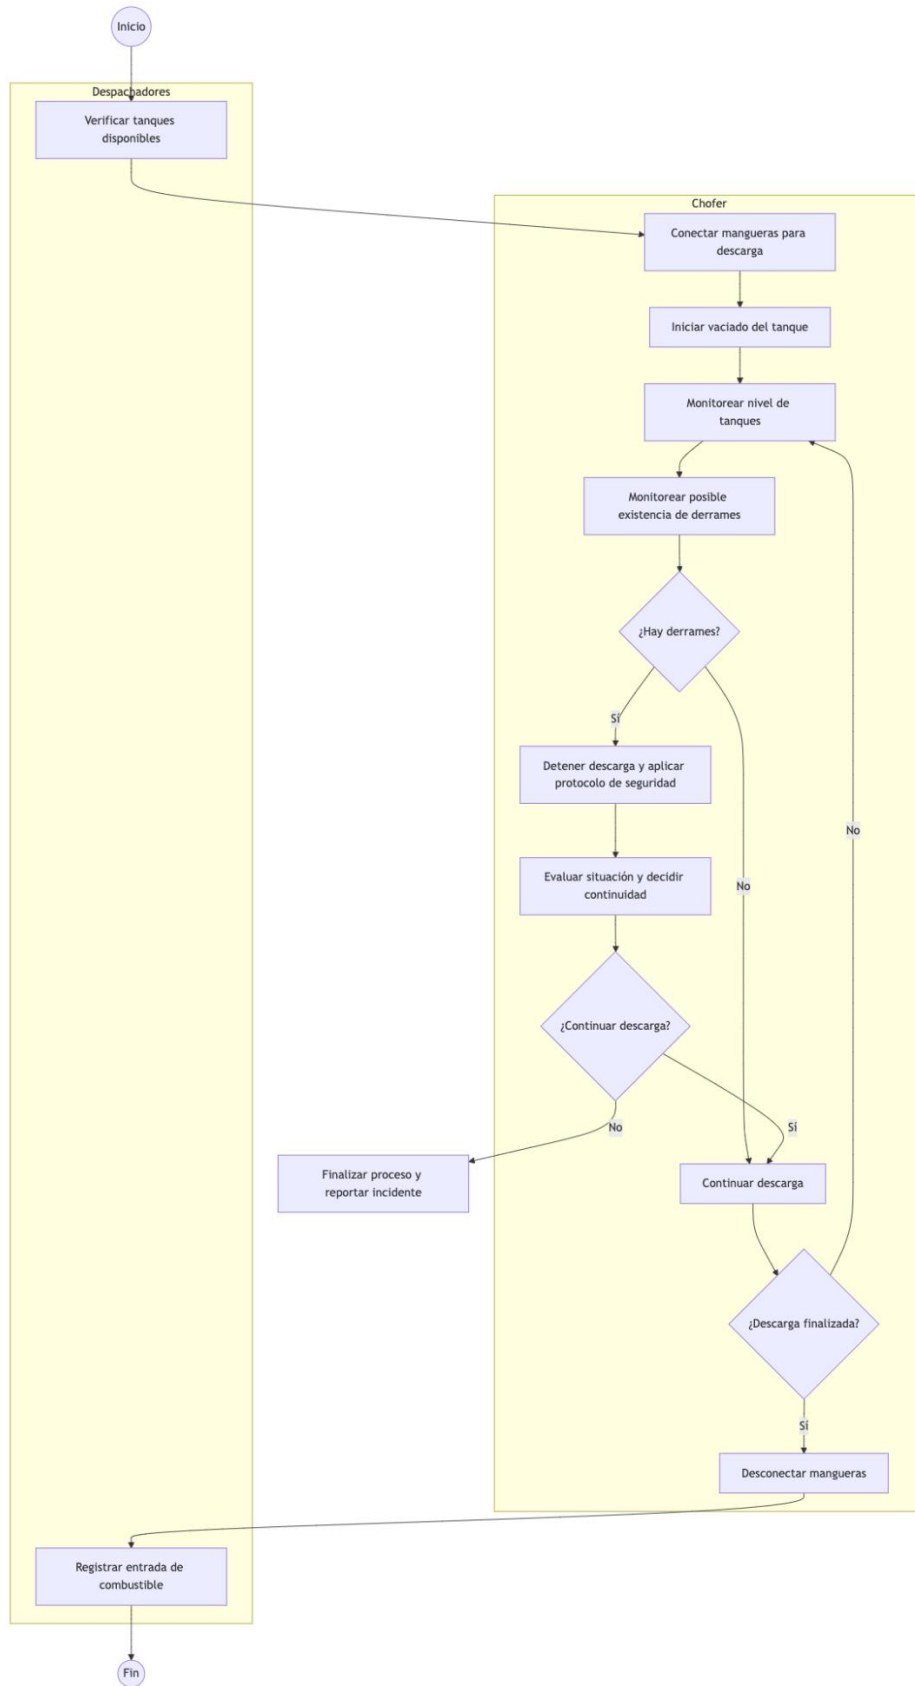 Inicio
Despachadores
Verificar tanques
disponibles
Chofer
Conectar mangueras para
descarga
Iniciar vaciado del tanque
Monitorear nivel de
tanques
Monitorear posible
existencia de derrames
¿Hay derrames?
Sí
Detener descarga y aplicar
protocolo de seguridad
No
Evaluar situación y decidir
continuidad
No
¿Continuar descarga?
No
Sí
Finalizar proceso y
reportar incidente
Continuar descarga
¿Descarga finalizada?
Sí
Desconectar mangueras
Registrar entrada de
combustible
Fin